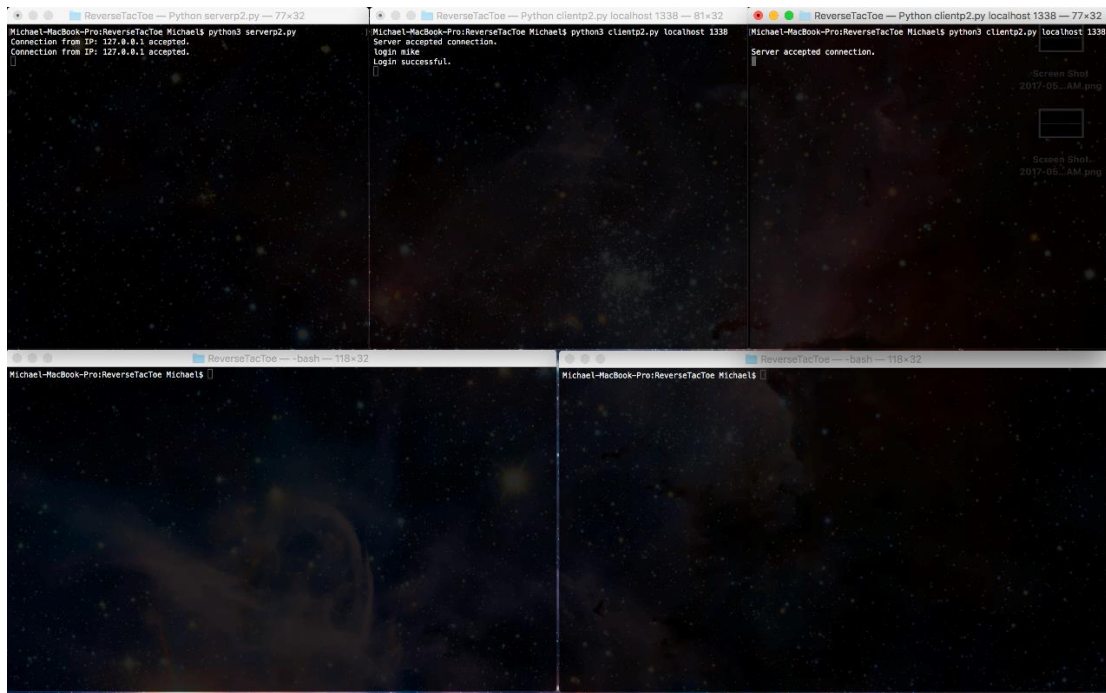 ReverseTacToe — Python serverp2.py — 77×32
Michael-MacBook-Pro:ReverseTacToe Michael$ python3 serverp2.py
Connection from IP: 127.0.0.1 accepted.
Connection from IP: 127.0.0.1 accepted.
ReverseTacToe — Python clientp2.py localhost 1338 — 81×32
Michael-MacBook-Pro:ReverseTacToe Michael$ python3 clientp2.py localhost 1338
Server accepted connection.
login mike
Login successful.
ReverseTacToe — Python clientp2.py localhost 1338 — 77×32
Michael-MacBook-Pro:ReverseTacToe Michael$ python3 clientp2.py localhost 1338
Server accepted connection.
Screen Shot
2017-05...AM.png
Screen Shot
2017-05...AM.png
ReverseTacToe — -bash — 118×32
Michael-MacBook-Pro:ReverseTacToe Michael$
ReverseTacToe — -bash — 118×32
Michael-MacBook-Pro:ReverseTacToe Michael$